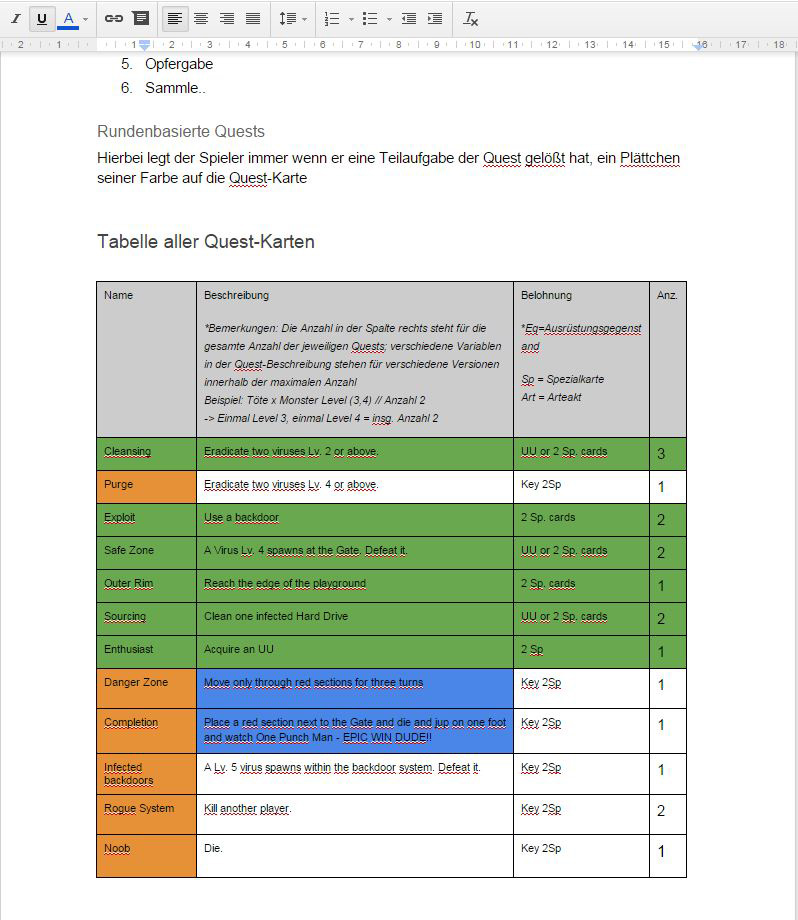 I U A
2 1 1 2 3 4 5 6 7 8 9 10 11 12 13 14 15 16 17 18
5. Opfergabe
6. Sammle..
Rundenbasierte Quests
Hierbei legt der Spieler immer wenn er eine Teilaufgabe der Quest gelößt hat, ein Plättchen
seiner Farbe auf die Quest-Karte
Tabelle aller Quest-Karten
Name Beschreibung Belohnung Anz.
*Bemerkungen: Die Anzahl in der Spalte rechts steht für die
gesamte Anzahl der jeweiligen Quests; verschiedene Variablen
in der Quest-Beschreibung stehen für verschiedene Versionen
innerhalb der maximalen Anzahl
Beispiel: Töte x Monster Level (3,4) // Anzahl 2
-> Einmal Level 3, einmal Level 4 = insg. Anzahl 2
*Eq=Ausrüstungsgegenst
and
Sp = Spezialkarte
Art = Arteakt
Cleansing Eradicate two viruses Lv. 2 or above. UU or 2 Sp. cards 3
Purge Eradicate two viruses Lv. 4 or above. Key 2Sp 1
Exploit Use a backdoor 2 Sp. cards 2
Safe Zone A Virus Lv. 4 spawns at the Gate. Defeat it. UU or 2 Sp. cards 2
Outer Rim Reach the edge of the playground 2 Sp. cards 1
Sourcing Clean one infected Hard Drive UU or 2 Sp. cards 2
Enthusiast Acquire an UU 2 Sp 1
Danger Zone Move only through red sections for three turns Key 2Sp 1
Completion Place a red section next to the Gate and die and jup on one foot Key 2Sp 1
and watch One Punch Man - EPIC WIN DUDE!!
Infected A Lv. 5 virus spawns within the backdoor system. Defeat it. Key 2Sp 1
backdoors
Rogue System Kill another player. Key 2Sp 2
Noob Die. Key 2Sp 1